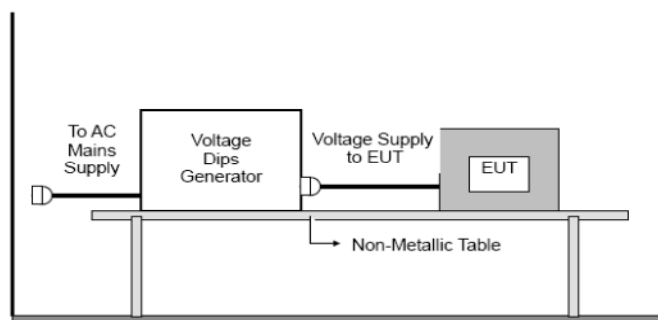 To AC
Mains
Supply
Voltage
Dips
Generator
Voltage Supply
to EUT
EUT
Non-Metallic Table